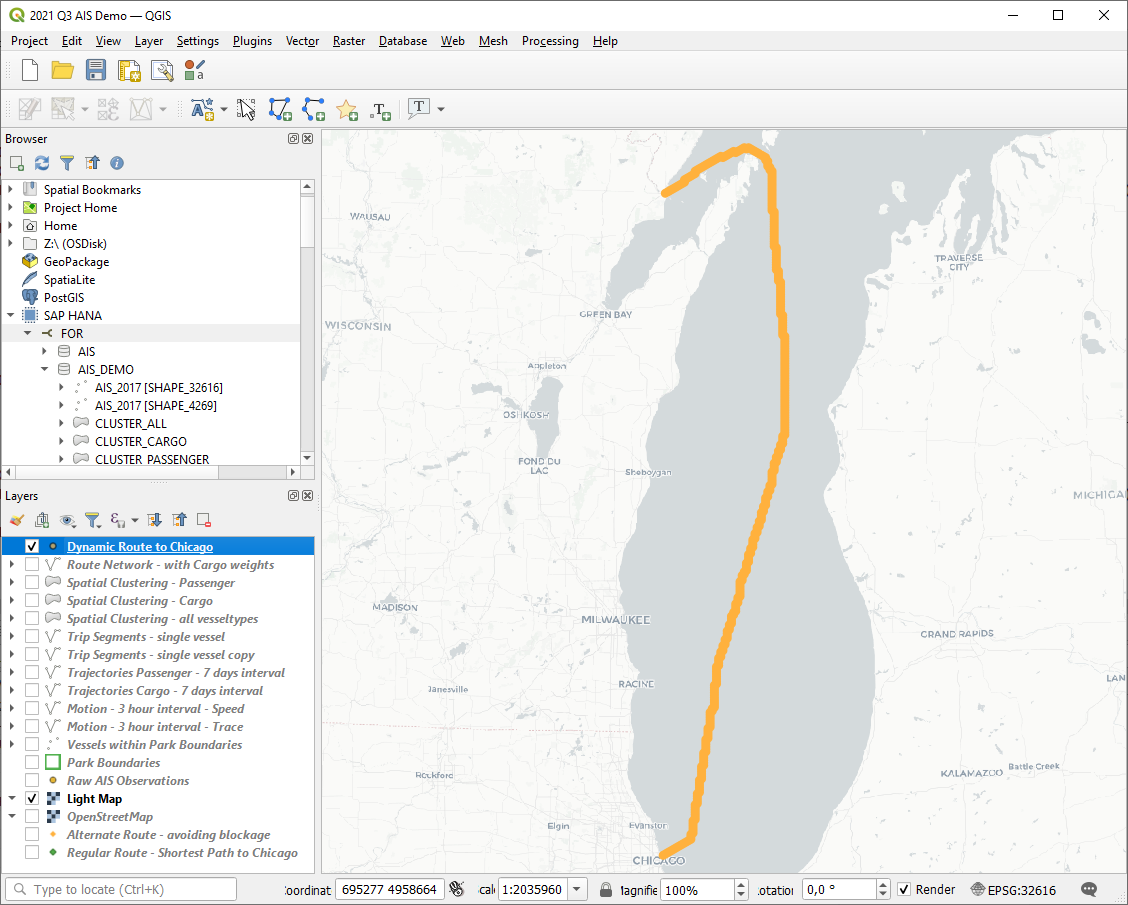 2021 Q3 AIS Demo — QGIS
Project Edit View Layer Settings Plugins Vector Raster Database Web Mesh Processing Help
Browser
Spatial Bookmarks
Project Home
Home
Z:\ (OSDisk)
GeoPackage
SpatiaLite
PostGIS
SAP HANA
FOR
AIS
AIS_DEMO
AIS_2017 [SHAPE_32616]
AIS_2017 [SHAPE_4269]
CLUSTER_ALL
CLUSTER_CARGO
CLUSTER_PASSENGER
Layers
Dynamic Route to Chicago
Route Network - with Cargo weights
Spatial Clustering - Passenger
Spatial Clustering - Cargo
Spatial Clustering - all vesseltypes
Trip Segments - single vessel
Trip Segments - single vessel copy
Trajectories Passenger - 7 days interval
Trajectories Cargo - 7 days interval
Motion - 3 hour interval - Speed
Motion - 3 hour interval - Trace
Vessels within Park Boundaries
Park Boundaries
Raw AIS Observations
Light Map
OpenStreetMap
Alternate Route - avoiding blockage
Regular Route - Shortest Path to Chicago
WAUSAU
TRAVERSE
CITY
GREEN BAY
WISCONSIN
Appleton
OSHKOSH
FOND DU
LAC
Sheboygan
MICHIGA
MADISON
MILWAUKEE
GRAND RAPIDS
RACINE
LAN
Janesville
Battle Creek
KALAMAZOO
Rockford
Elgin
Evanston
CHICAGO
Type to locate (Ctrl+K) :oordinat 695277 4958664 cal 1:2035960 lagnifie 100% otatior 0,0 ° Render EPSG:32616